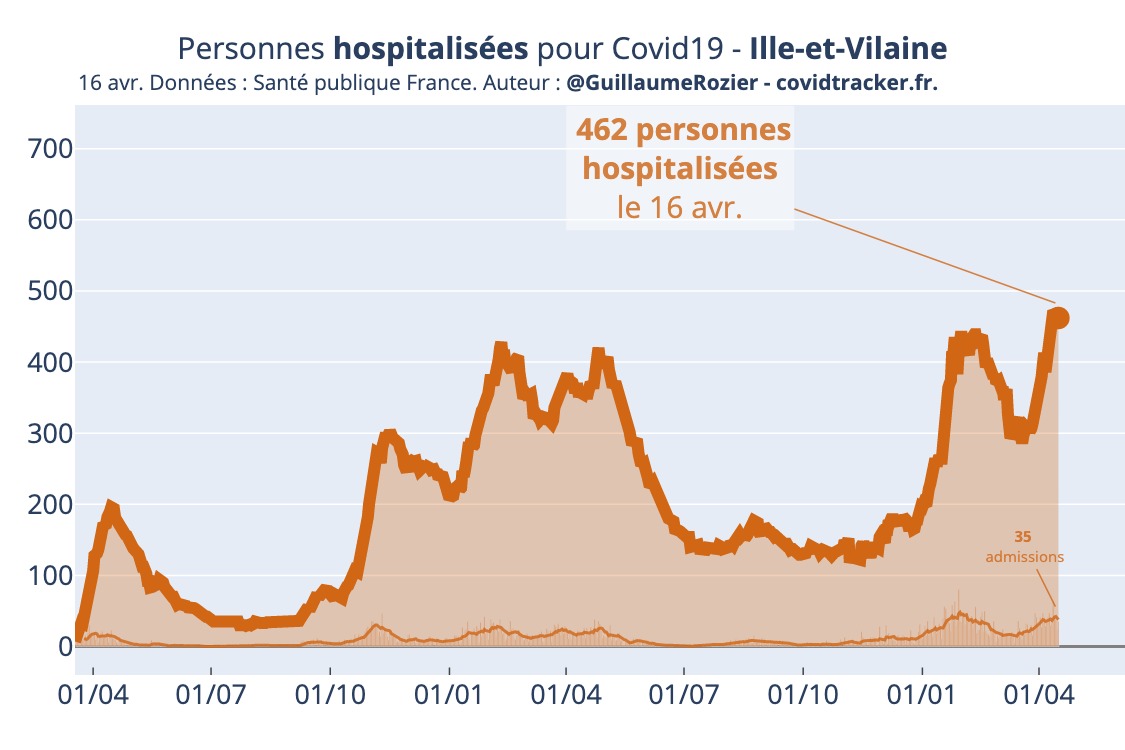 Personnes hospitalisées pour Covid19 - Ille-et-Vilaine
16 avr. Données : Santé publique France. Auteur : @GuillaumeRozier - covidtracker.fr.
462 personnes
hospitalisées
le 16 avr.
700
600
500
400
300
200
100
0
35
admissions
01/04 01/07 01/10 01/01 01/04 01/07 01/10 01/01 01/04